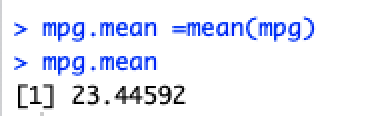 > mpg.mean =mean(mpg)
> mpg.mean
[1] 23.44592